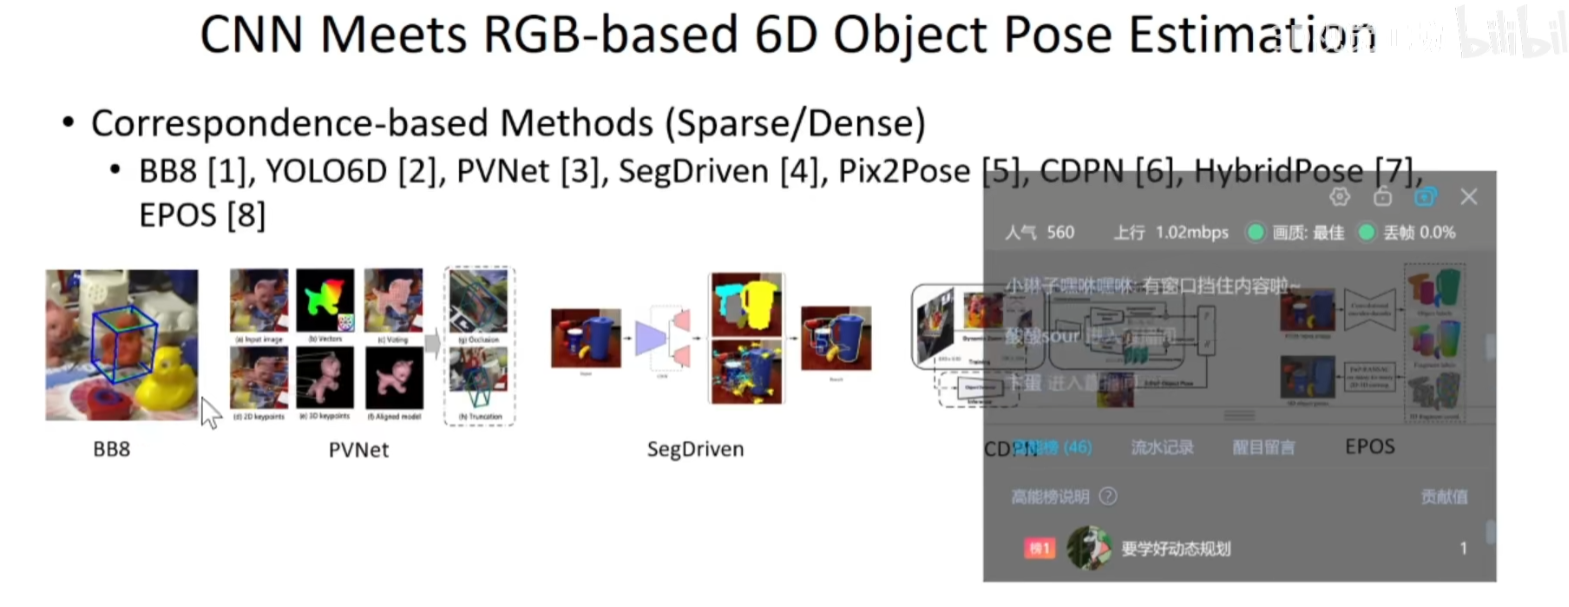 CNN Meets RGB-based 6D Object Pose Estimation
bilibili
• Correspondence-based Methods (Sparse/Dense)
• BB8 [1], YOLO6D [2], PVNet [3], SegDriven [4], Pix2Pose [5], CDPN [6], HybridPose [7],
EPOS [8]
人气 560 上行 1.02mbps 画质: 最佳 丢帧 0.0%
小琳子嘿咻嘿咻: 有窗口挡住内容啦~
酸酸sour 进入直播间
卡蛋 进入直播间
(a) Input image (b) Vectors (c) Voting (g) Occlusion
(d) 2D keypoints (e) 3D keypoints (f) Aligned model (h) Truncation
BB8 PVNet SegDriven CDPN EPOS
高能榜 (46) 流水记录 醒目留言
高能榜说明 ? 贡献值
榜1 要学好动态规划 1